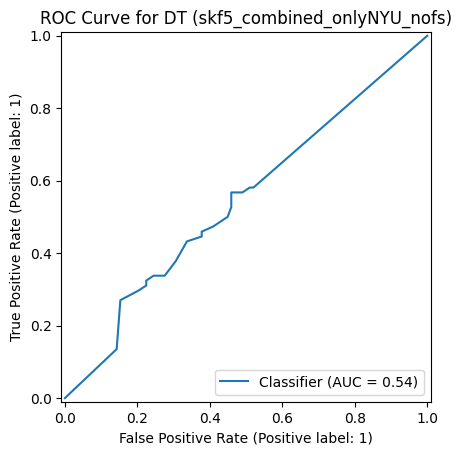 ROC Curve for DT (skf5_combined_onlyNYU_nofs)
1.0
0.8
0.6
0.4
0.2
0.0
True Positive Rate (Positive label: 1)
Classifier (AUC = 0.54)
0.0 0.2 0.4 0.6 0.8 1.0
False Positive Rate (Positive label: 1)